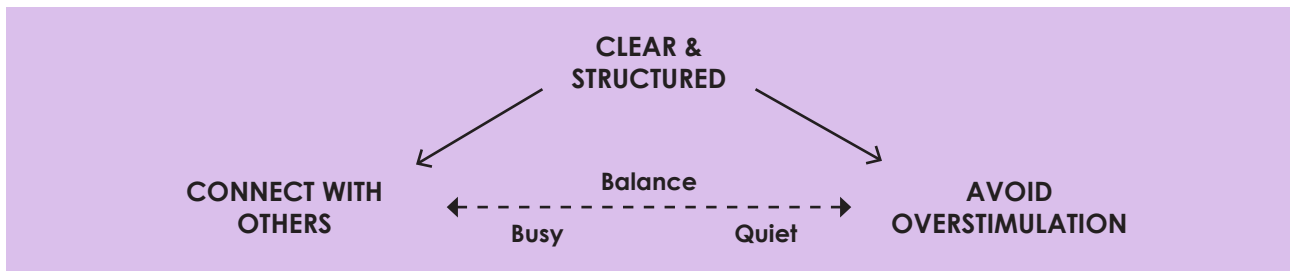 CLEAR &
STRUCTURED
CONNECT WITH
OTHERS
Balance
Busy
Quiet
AVOID
OVERSTIMULATION